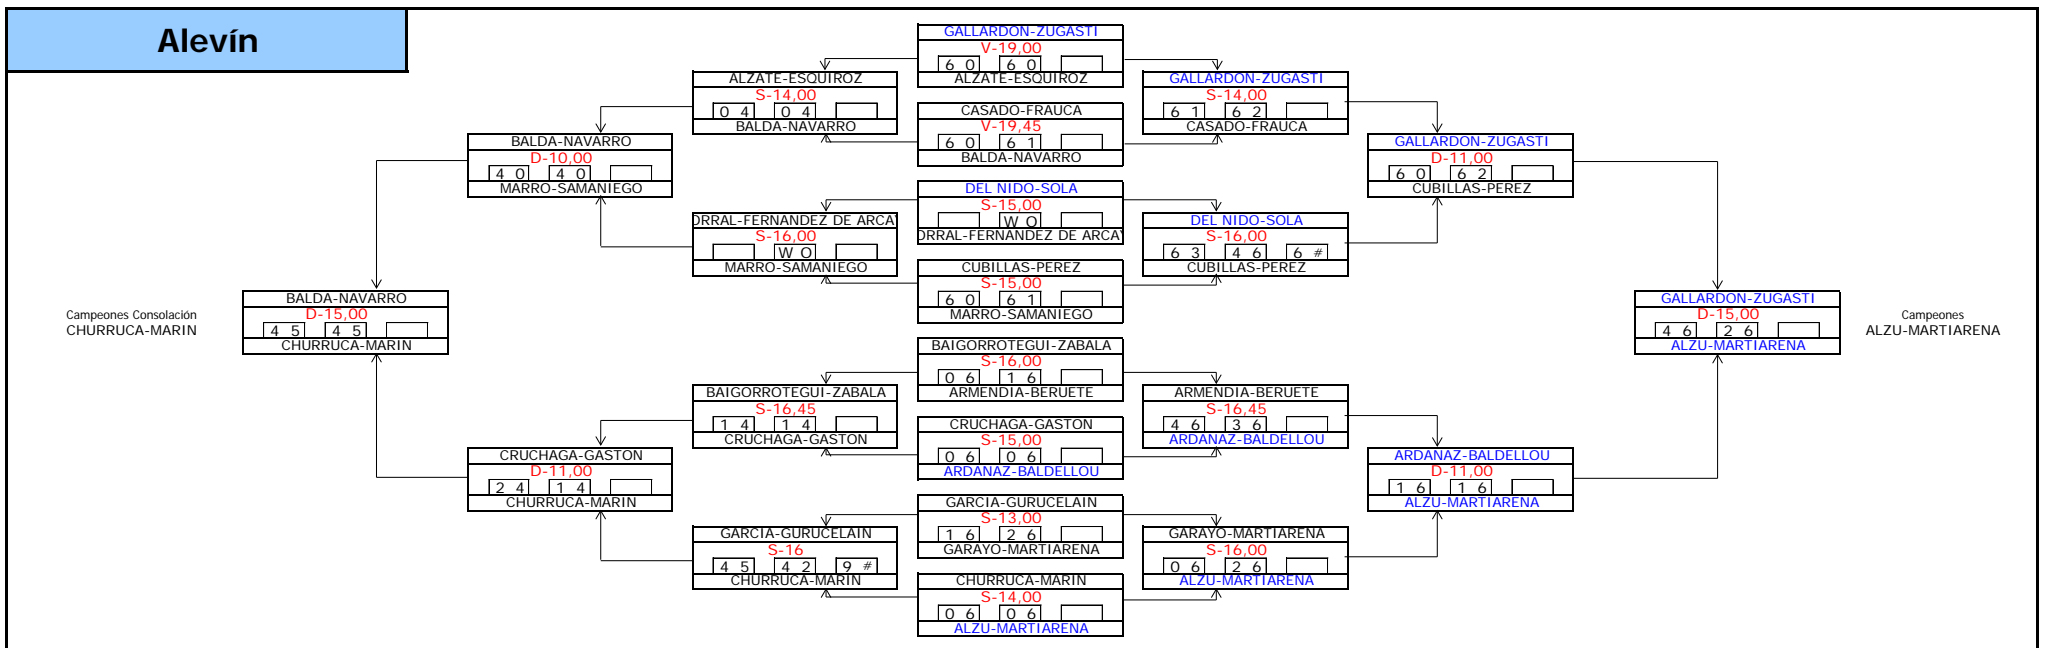 Alevín
GALLARDON-ZUGASTI
V-19,00
6 0 6 0
ALZATE-ESQUIROZ
CASADO-FRAUCA
V-19,45
6 0 6 1
BALDA-NAVARRO
DEL NIDO-SOLA
S-15,00
W O
ORRAL-FERNANDEZ DE ARCAY
CUBILLAS-PEREZ
S-15,00
6 0 6 1
MARRO-SAMANIEGO
BAIGORROTEGUI-ZABALA
S-16,00
0 6 1 6
ARMENDIA-BERUETE
CRUCHAGA-GASTON
S-15,00
0 6 0 6
ARDANAZ-BALDELLOU
GARCIA-GURUCELAIN
S-13,00
1 6 2 6
GARAYO-MARTIARENA
CHURRUCA-MARIN
S-14,00
0 6 0 6
ALZU-MARTIARENA
ALZATE-ESQUIROZ
S-14,00
0 4 0 4
BALDA-NAVARRO
ORRAL-FERNANDEZ DE ARCAY
S-16,00
W O
MARRO-SAMANIEGO
BAIGORROTEGUI-ZABALA
S-16,45
1 4 1 4
CRUCHAGA-GASTON
GARCIA-GURUCELAIN
S-16
4 5 4 2 9 #
CHURRUCA-MARIN
BALDA-NAVARRO
D-10,00
4 0 4 0
MARRO-SAMANIEGO
CRUCHAGA-GASTON
D-11,00
2 4 1 4
CHURRUCA-MARIN
BALDA-NAVARRO
D-15,00
4 5 4 5
CHURRUCA-MARIN
Campeones Consolación
CHURRUCA-MARIN
GALLARDON-ZUGASTI
S-14,00
6 1 6 2
CASADO-FRAUCA
DEL NIDO-SOLA
S-16,00
6 3 4 6 6 #
CUBILLAS-PEREZ
ARMENDIA-BERUETE
S-16,45
4 6 3 6
ARDANAZ-BALDELLOU
GARAYO-MARTIARENA
S-16,00
0 6 2 6
ALZU-MARTIARENA
GALLARDON-ZUGASTI
D-11,00
6 0 6 2
CUBILLAS-PEREZ
ARDANAZ-BALDELLOU
D-11,00
1 6 1 6
ALZU-MARTIARENA
GALLARDON-ZUGASTI
D-15,00
4 6 2 6
ALZU-MARTIARENA
Campeones
ALZU-MARTIARENA